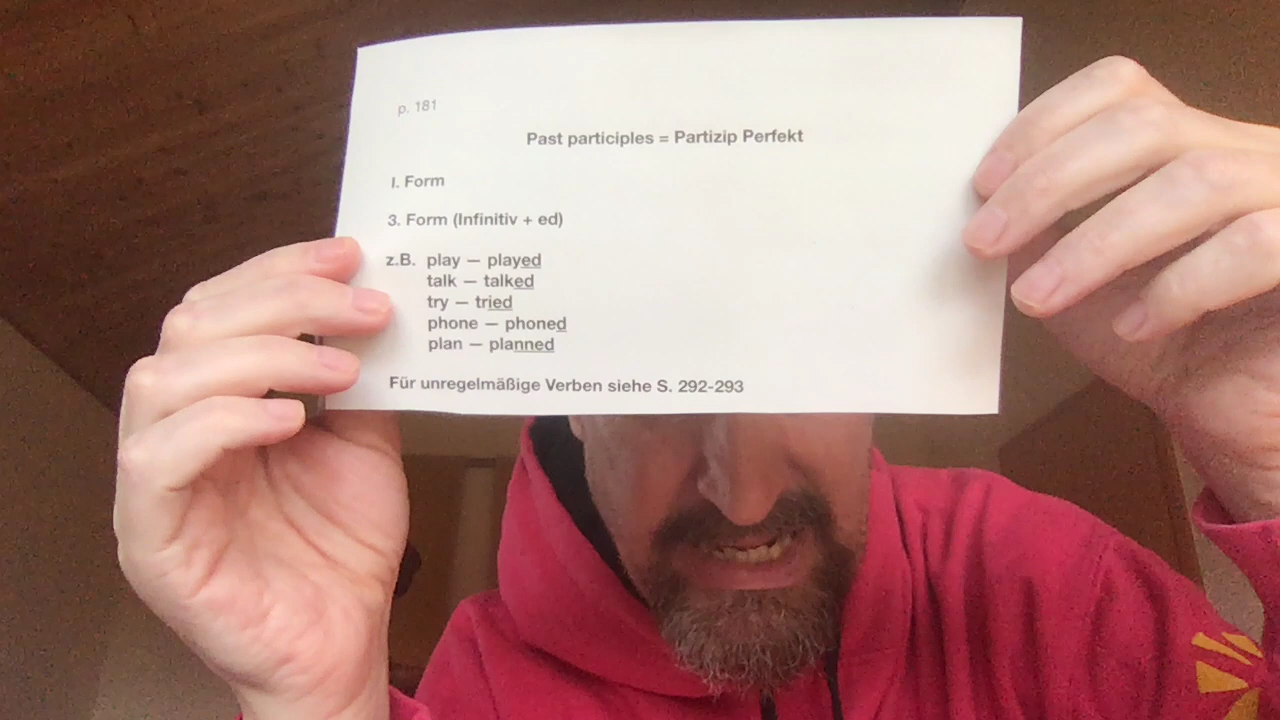 p. 181
Past participles = Partizip Perfekt
I. Form
3. Form (Infinitiv + ed)
z.B. play — played
talk — talked
try — tried
phone — phoned
plan — planned
Für unregelmäßige Verben siehe S. 292-293